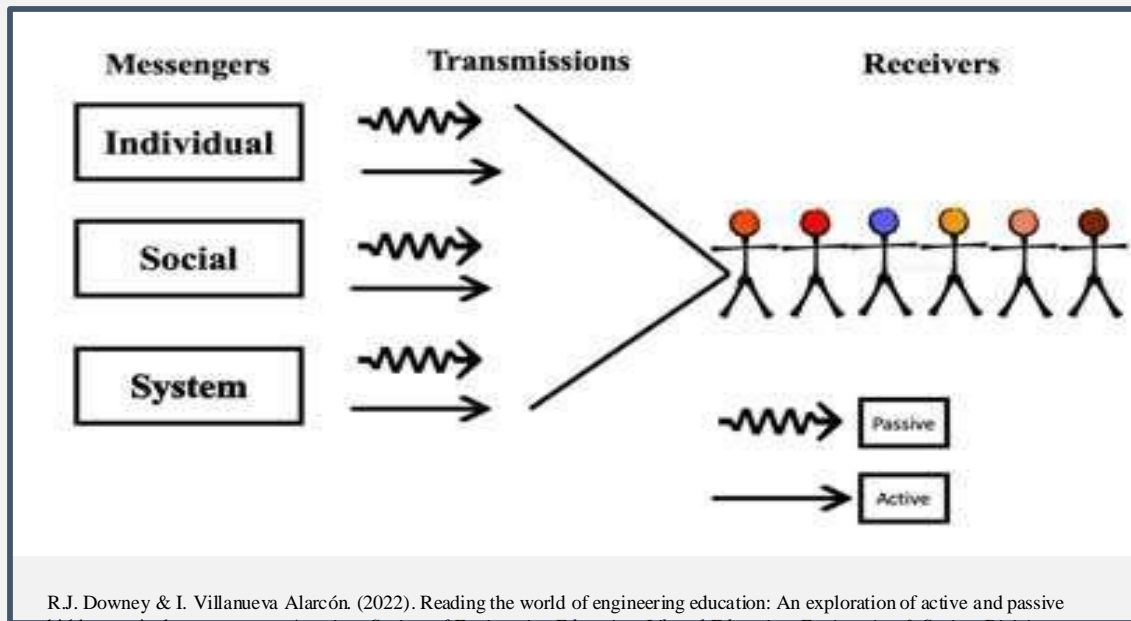 Messengers
Transmissions
Receivers
Individual
Social
System
Passive
Active
R.J. Downey & I. Villanueva Alarcón. (2022). Reading the world of engineering education: An exploration of active and passive